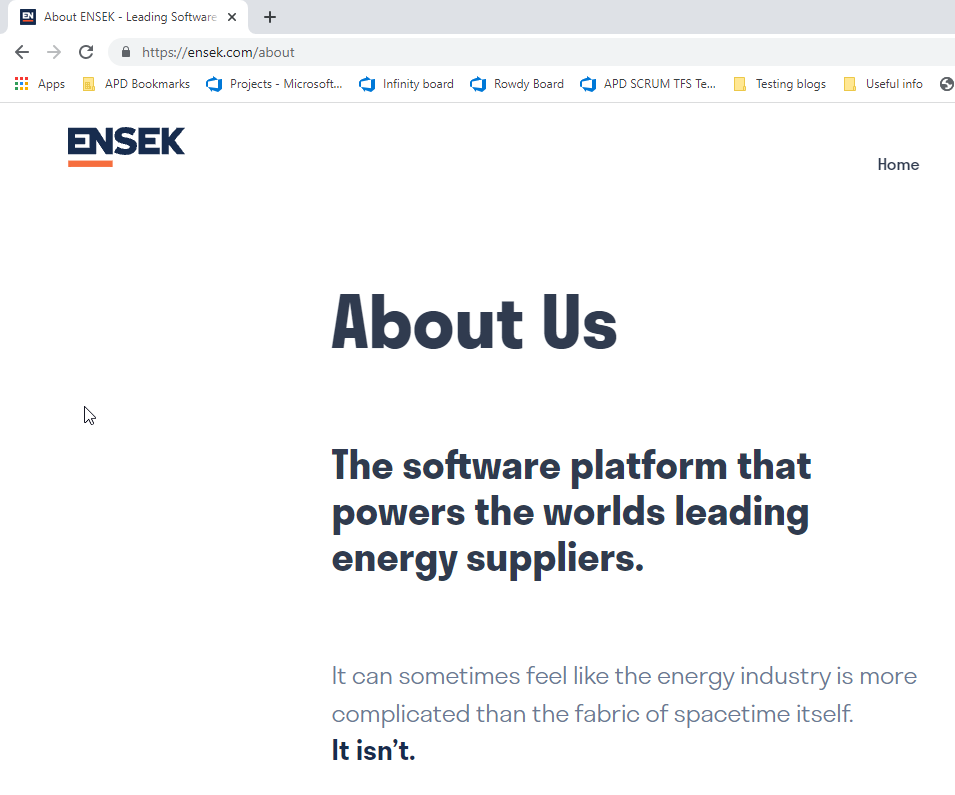 EN About ENSEK - Leading Software
https://ensek.com/about
Apps APD Bookmarks Projects - Microsoft... Infinity board Rowdy Board APD SCRUM TFS Te... Testing blogs Useful info
ENSEK
Home
About Us
The software platform that
powers the worlds leading
energy suppliers.
It can sometimes feel like the energy industry is more
complicated than the fabric of spacetime itself.
It isn’t.